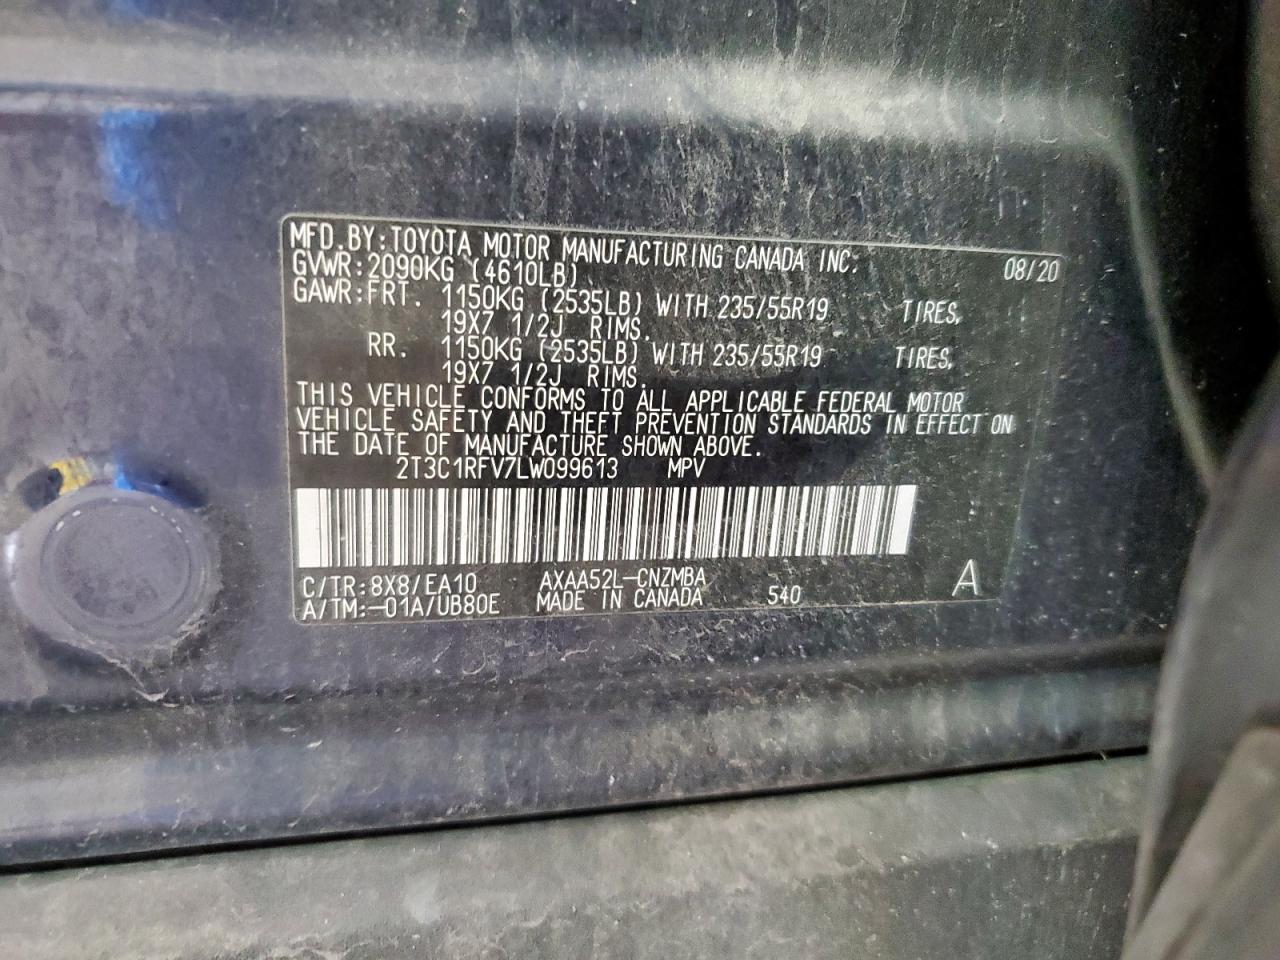 MFD.BY:TOYOTA MOTOR MANUFACTURING CANADA INC. 08/20
GVWR:2090KG (4610LB)
GAWR:FRT. 1150KG (2535LB) WITH 235/55R19 TIRES,
19X7 1/2J RIMS.
RR. 1150KG (2535LB) WITH 235/55R19 TIRES,
19X7 1/2J RIMS.
THIS VEHICLE CONFORMS TO ALL APPLICABLE FEDERAL MOTOR
VEHICLE SAFETY AND THEFT PREVENTION STANDARDS IN EFFECT ON
THE DATE OF MANUFACTURE SHOWN ABOVE.
2T3C1RFV7LW099613 MPV
C/TR:8X8/EA10 AXAA52L-CNZMBA
A/TM:-01A/UB80E MADE IN CANADA 540 A